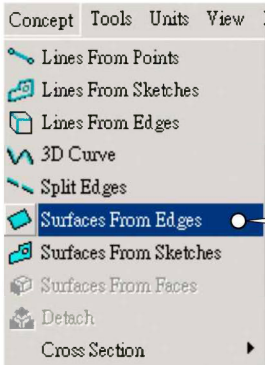 Concept Tools Units View
Lines From Points
Lines From Sketches
Lines From Edges
3D Curve
Split Edges
Surfaces From Edges
Surfaces From Sketches
Surfaces From Faces
Detach
Cross Section